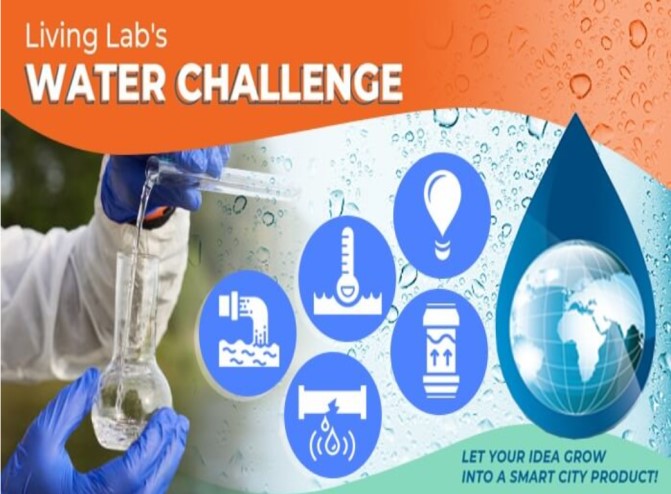 Living Lab's
WATER CHALLENGE
LET YOUR IDEA GROW
INTO A SMART CITY PRODUCT!